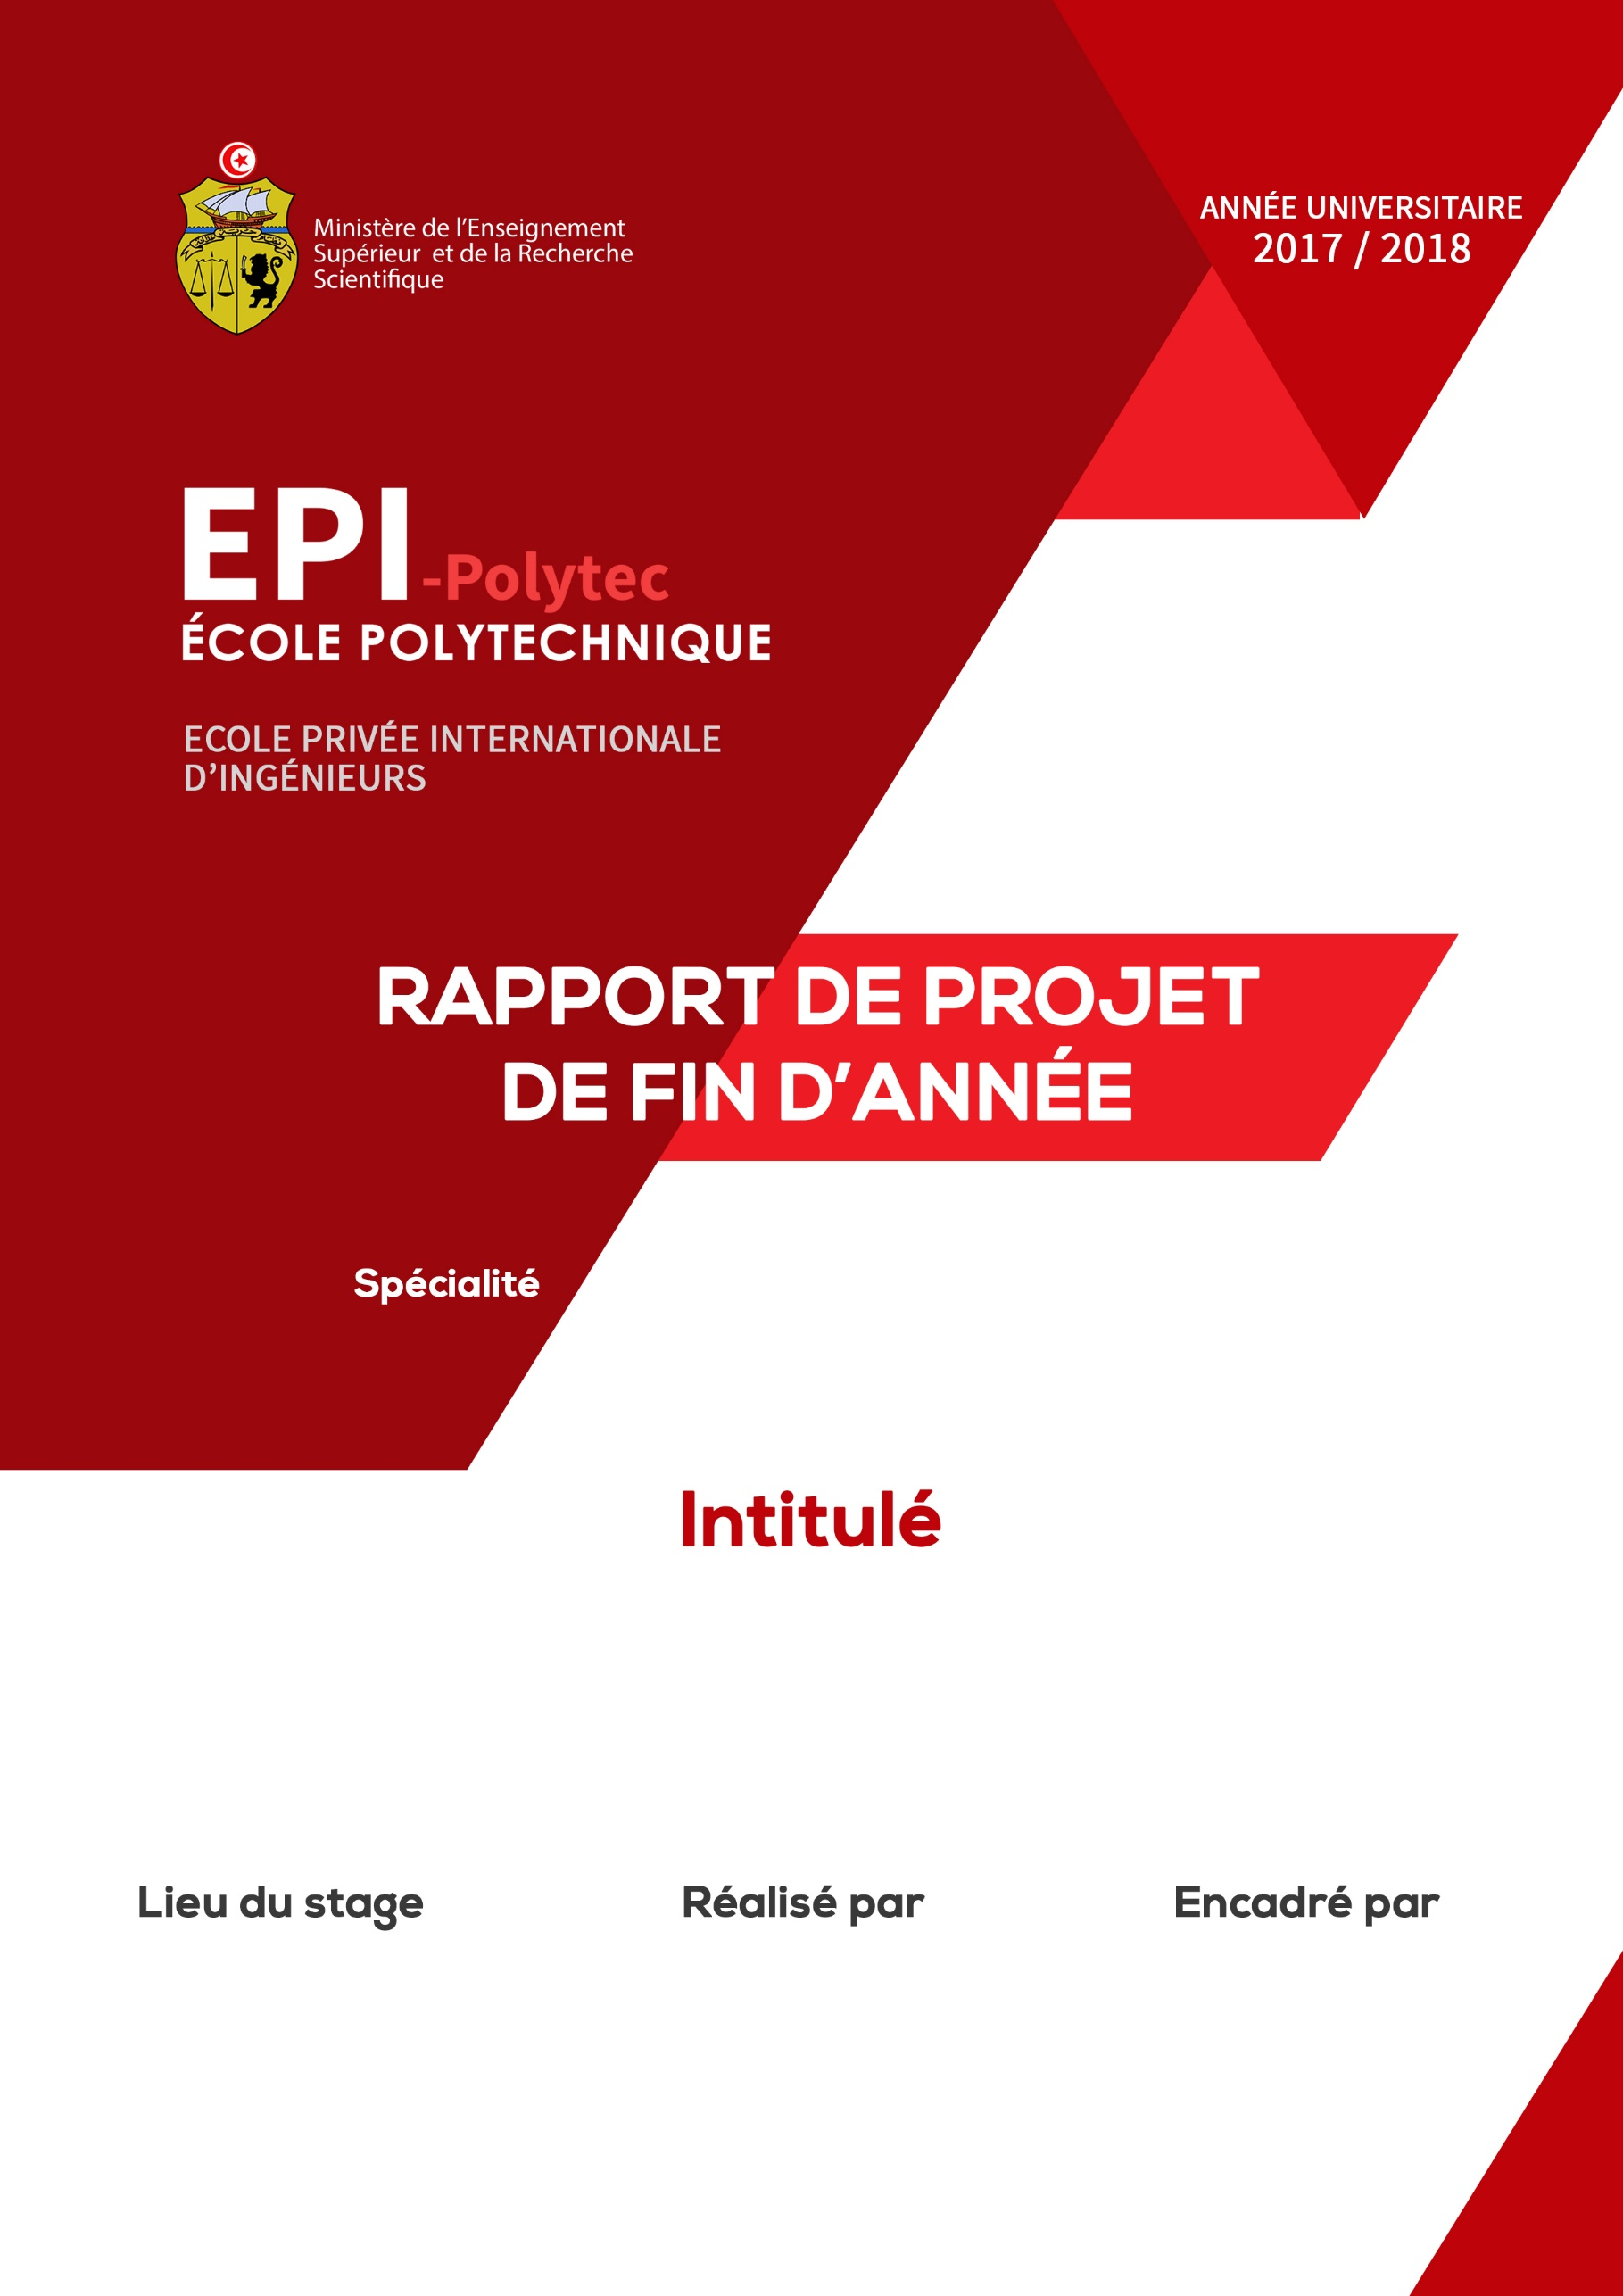 Ministère de l'Enseignement
Supérieur et de la Recherche
Scientifique
ANNÉE UNIVERSITAIRE
2017 / 2018
EPI-Polytec
ÉCOLE POLYTECHNIQUE
ECOLE PRIVÉE INTERNATIONALE
D'INGÉNIEURS
RAPPORT DE PROJET
DE FIN D'ANNÉE
Spécialité
Intitulé
Lieu du stage
Réalisé par
Encadré par